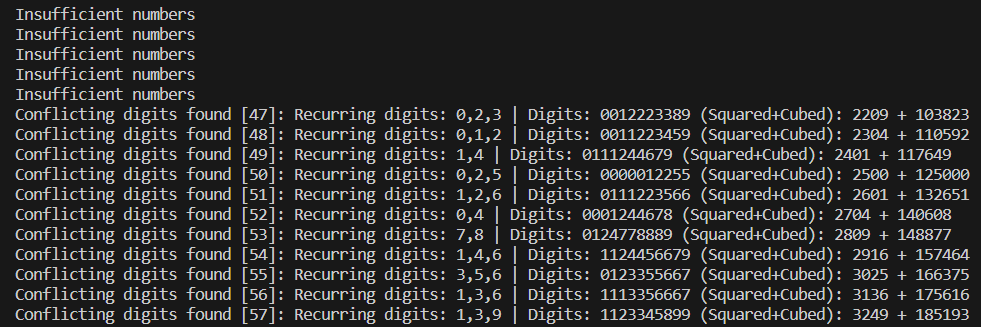 Insufficient numbers
Insufficient numbers
Insufficient numbers
Insufficient numbers
Insufficient numbers
Conflicting digits found [47]: Recurring digits: 0,2,3 | Digits: 0012223389 (Squared+Cubed): 2209 + 103823
Conflicting digits found [48]: Recurring digits: 0,1,2 | Digits: 0011223459 (Squared+Cubed): 2304 + 110592
Conflicting digits found [49]: Recurring digits: 1,4 | Digits: 0111244679 (Squared+Cubed): 2401 + 117649
Conflicting digits found [50]: Recurring digits: 0,2,5 | Digits: 0000012255 (Squared+Cubed): 2500 + 125000
Conflicting digits found [51]: Recurring digits: 1,2,6 | Digits: 0111223566 (Squared+Cubed): 2601 + 132651
Conflicting digits found [52]: Recurring digits: 0,4 | Digits: 0001244678 (Squared+Cubed): 2704 + 140608
Conflicting digits found [53]: Recurring digits: 7,8 | Digits: 0124778889 (Squared+Cubed): 2809 + 148877
Conflicting digits found [54]: Recurring digits: 1,4,6 | Digits: 1124456679 (Squared+Cubed): 2916 + 157464
Conflicting digits found [55]: Recurring digits: 3,5,6 | Digits: 0123355667 (Squared+Cubed): 3025 + 166375
Conflicting digits found [56]: Recurring digits: 1,3,6 | Digits: 1113356667 (Squared+Cubed): 3136 + 175616
Conflicting digits found [57]: Recurring digits: 1,3,9 | Digits: 1123345899 (Squared+Cubed): 3249 + 185193